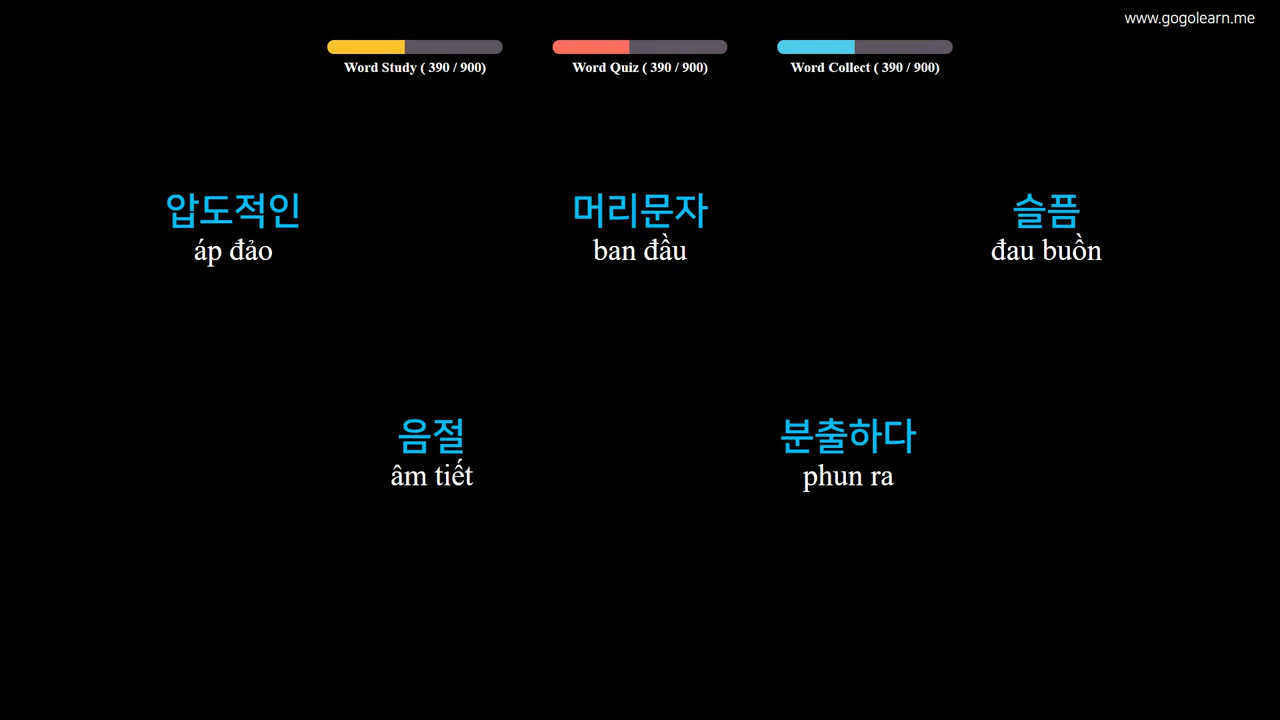 www.gogolearn.me
Word Study ( 390 / 900)
Word Quiz ( 390 / 900)
Word Collect ( 390 / 900)
압도적인
áp đảo
머리문자
ban đầu
슬픔
đau buồn
음절
âm tiết
분출하다
phun ra